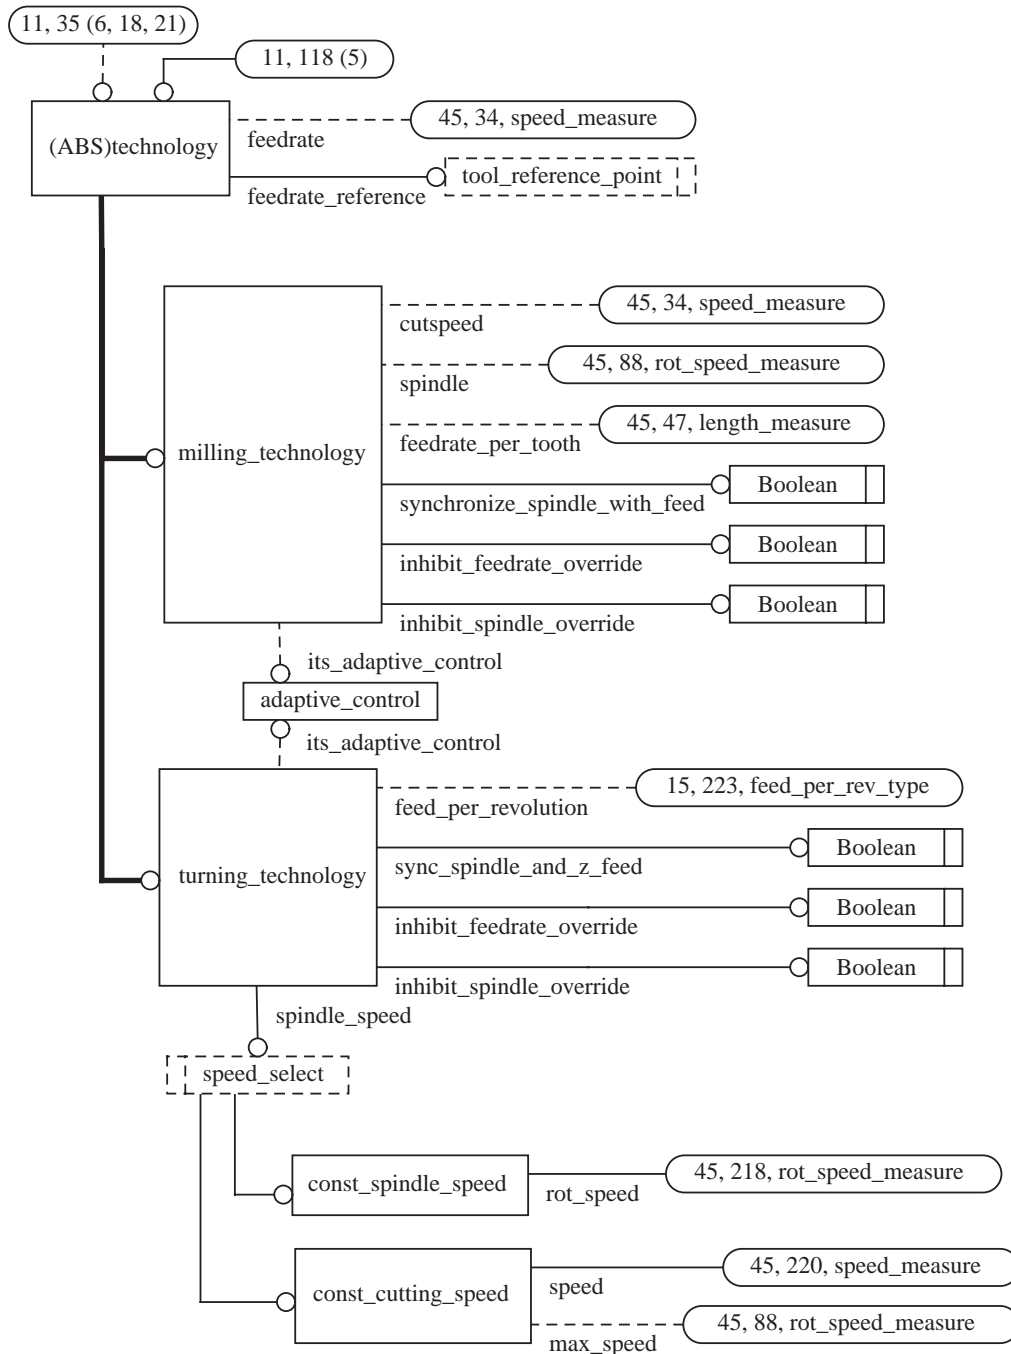 11, 35 (6, 18, 21)
11, 118 (5)
(ABS)technology
45, 34, speed_measure
feedrate
tool_reference_point
feedrate_reference
45, 34, speed_measure
cutspeed
45, 88, rot_speed_measure
spindle
45, 47, length_measure
feedrate_per_tooth
milling_technology
Boolean
synchronize_spindle_with_feed
Boolean
inhibit_feedrate_override
Boolean
inhibit_spindle_override
its_adaptive_control
adaptive_control
its_adaptive_control
15, 223, feed_per_rev_type
feed_per_revolution
Boolean
sync_spindle_and_z_feed
turning_technology
Boolean
inhibit_feedrate_override
Boolean
inhibit_spindle_override
spindle_speed
speed_select
const_spindle_speed
45, 218, rot_speed_measure
rot_speed
45, 220, speed_measure
speed
const_cutting_speed
45, 88, rot_speed_measure
max_speed